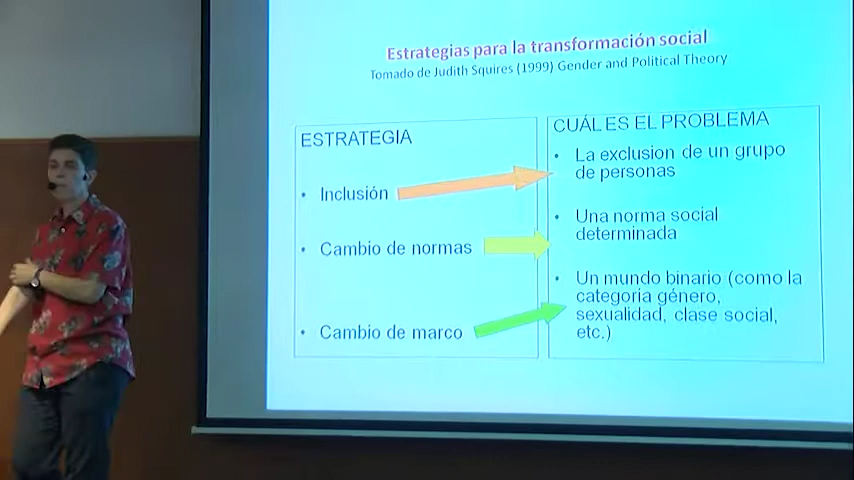 Estrategias para la transformación social
Tomado de Judith Squires (1999) Gender and Political Theory
ESTRATEGIA
• Inclusión
• Cambio de normas
• Cambio de marco
CUÁL ES EL PROBLEMA
• La exclusion de un grupo
de personas
• Una norma social
determinada
• Un mundo binario (como la
categoria género,
sexualidad, clase social,
etc.)